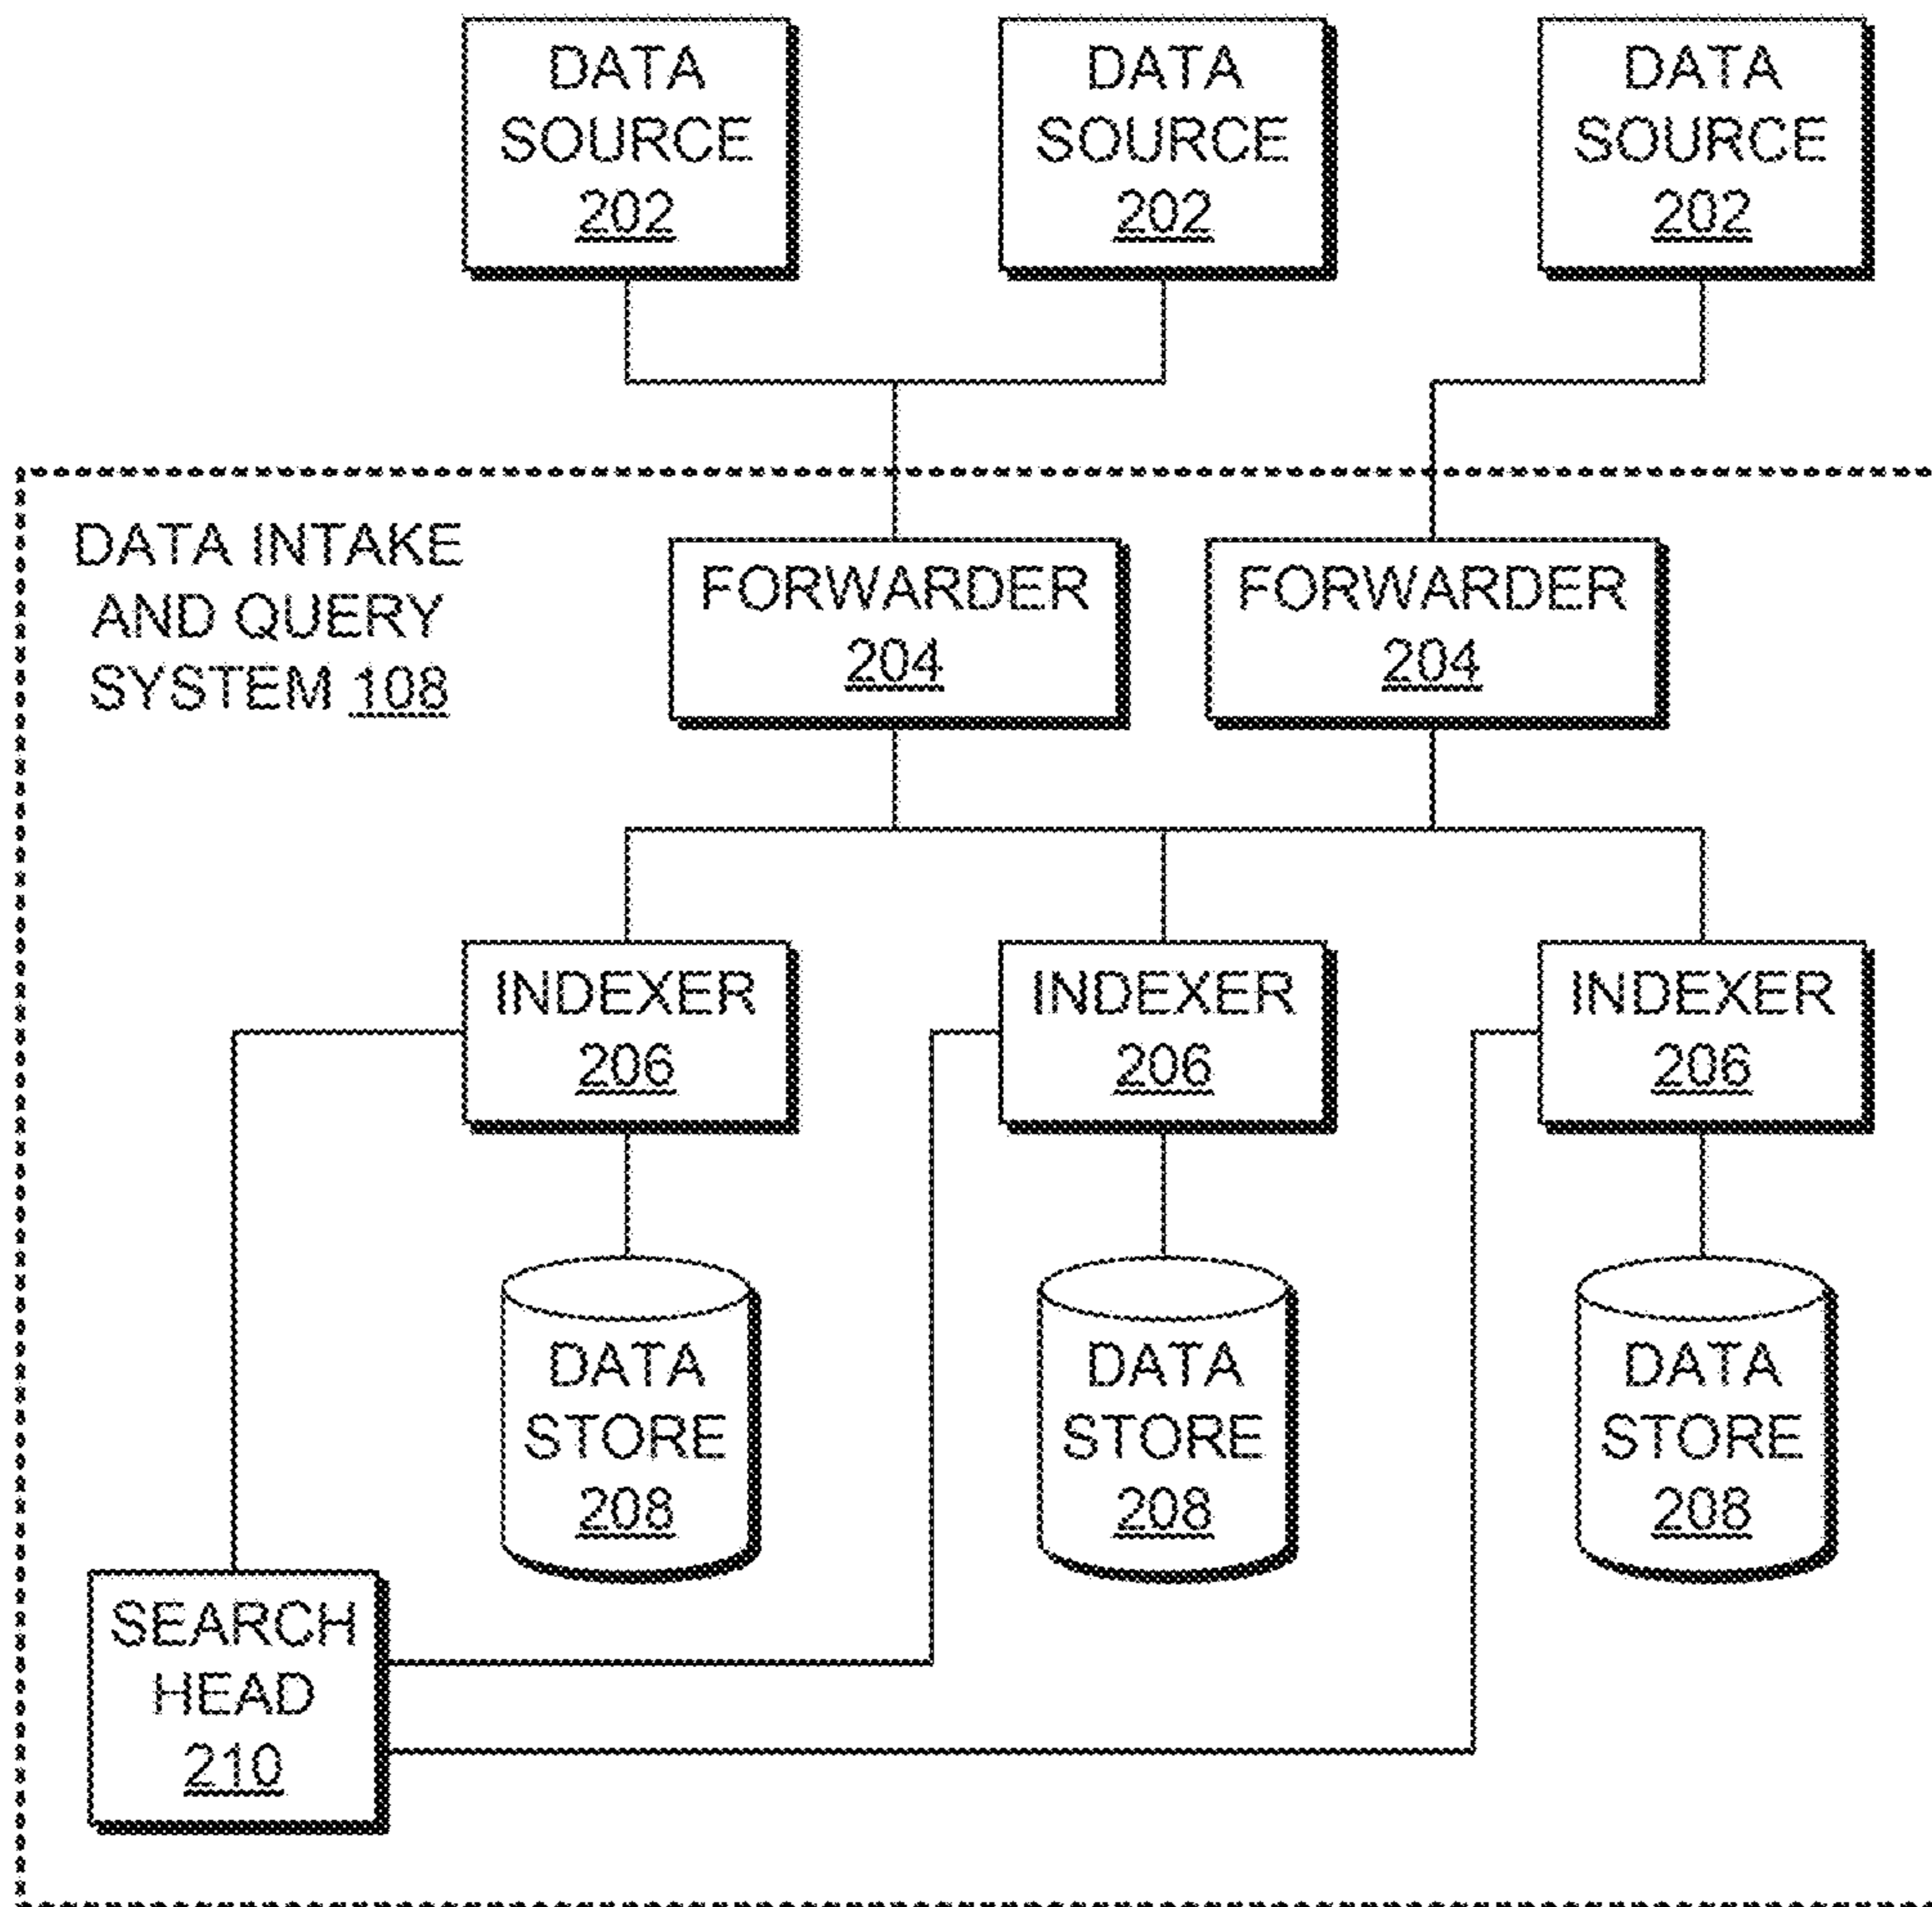 DATA
SOURCE
202
DATA
SOURCE
202
DATA
SOURCE
202
DATA INTAKE
AND QUERY
SYSTEM 108
FORWARDER
204
FORWARDER
204
INDEXER
206
INDEXER
206
INDEXER
206
DATA
STORE
208
DATA
STORE
208
DATA
STORE
208
SEARCH
HEAD
210